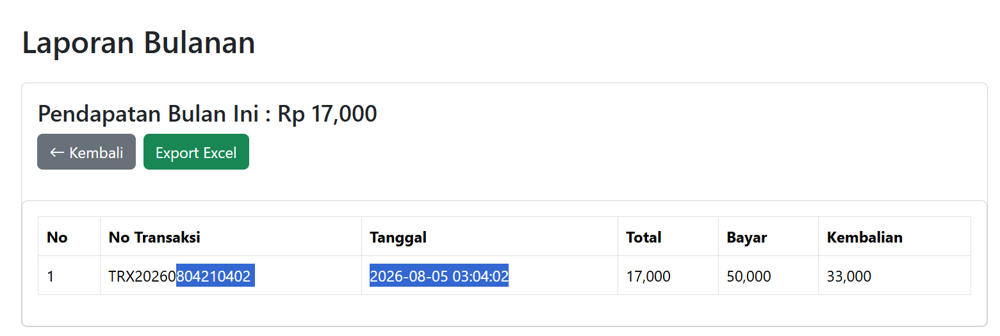 Laporan Bulanan
Pendapatan Bulan Ini : Rp 17,000
← Kembali Export Excel
No No Transaksi Tanggal Total Bayar Kembalian
1 TRX20260804210402 2026-08-05 03:04:02 17,000 50,000 33,000